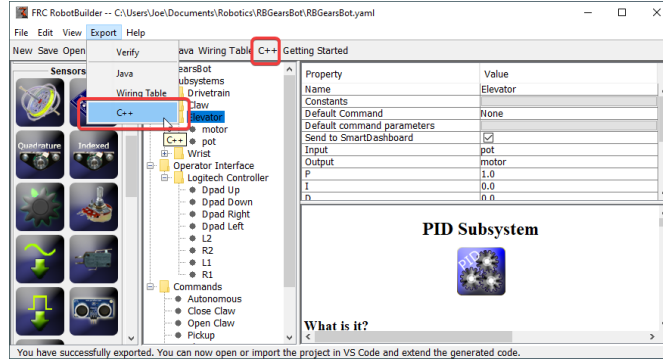 FRC RobotBuilder -- C:\Users\Joe\Documents\Robotics\RBGearsBot\RBGearsBot.yaml
File Edit View Export Help
New Save Open
ava Wiring Table C++ Getting Started
Verify
Java
Wiring Table
C++
C++
Sensors
Quadrature
Indexed
earsBot
ubsystems
Drivetrain
Claw
Elevator
motor
pot
Wrist
Operator Interface
Logitech Controller
Dpad Up
Dpad Down
Dpad Right
Dpad Left
L2
R2
L1
R1
Commands
Autonomous
Close Claw
Open Claw
Pickup
Property Value
Name Elevator
Constants
Default Command None
Default command parameters
Send to SmartDashboard
Input pot
Output motor
P 1.0
I 0.0
D 0.0
PID Subsystem
PID
What is it?
You have successfully exported. You can now open or import the project in VS Code and extend the generated code.